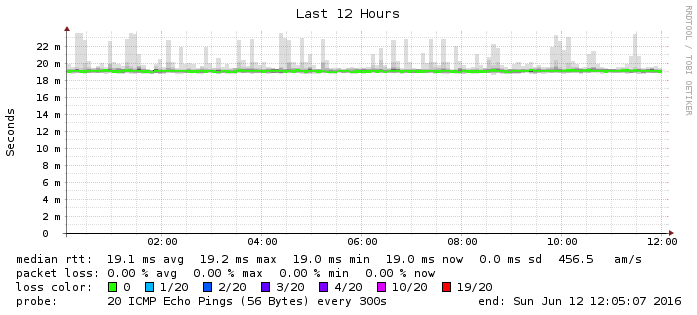 Last 12 Hours
RRDTOOL / TOBI OETIKER
Seconds
22 m
20 m
18 m
16 m
14 m
12 m
10 m
8 m
6 m
4 m
2 m
0
02:00 04:00 06:00 08:00 10:00 12:00
median rtt: 19.1 ms avg 19.2 ms max 19.0 ms min 19.0 ms now 0.0 ms sd 456.5 am/s
packet loss: 0.00 % avg 0.00 % max 0.00 % min 0.00 % now
loss color: 0 1/20 2/20 3/20 4/20 10/20 19/20
probe: 20 ICMP Echo Pings (56 Bytes) every 300s end: Sun Jun 12 12:05:07 2016